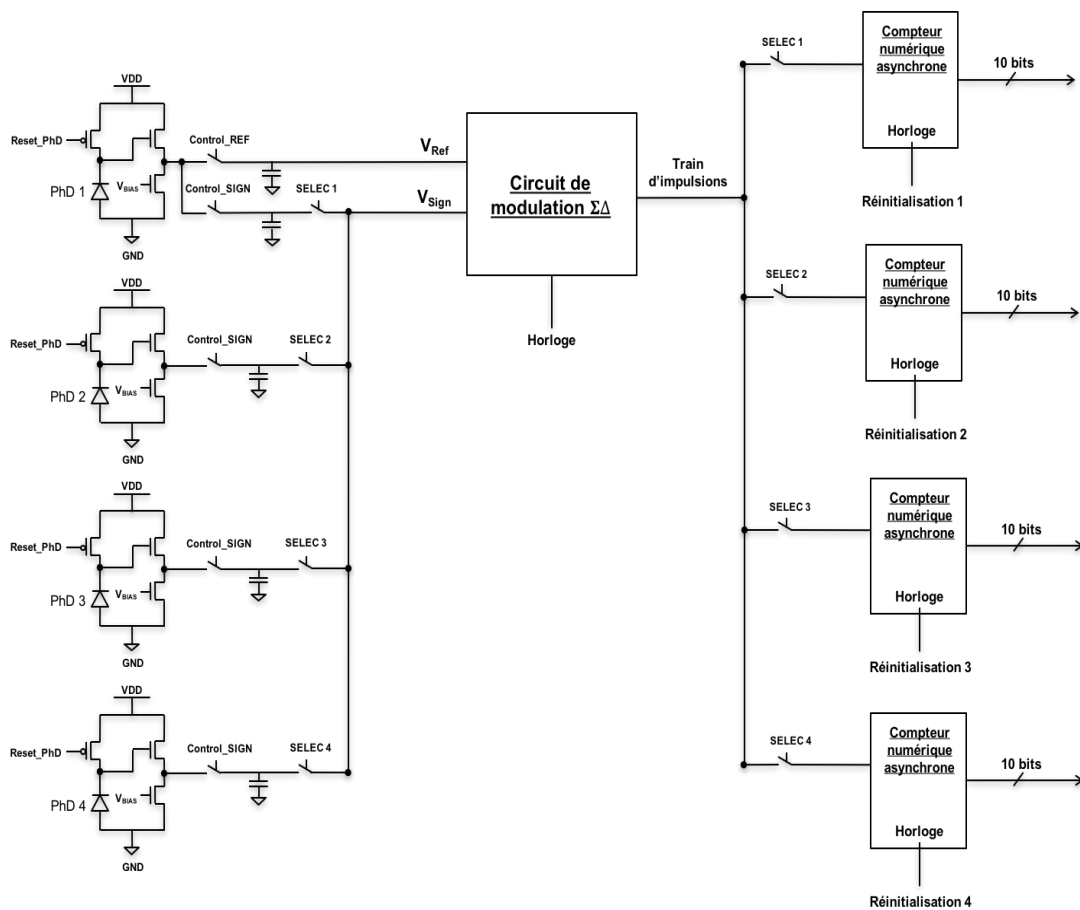 VDD
Reset_PhD
PhD 1
VBIAS
GND
Control_REF
Control_SIGN
SELEC 1
VRef
VSign
VDD
Reset_PhD
PhD 2
VBIAS
GND
Control_SIGN
SELEC 2
VDD
Reset_PhD
PhD 3
VBIAS
GND
Control_SIGN
SELEC 3
VDD
Reset_PhD
PhD 4
VBIAS
GND
Control_SIGN
SELEC 4
Circuit de
modulation ΣΔ
Horloge
Train
d'impulsions
SELEC 1
Compteur
numérique
asynchrone
Horloge
10 bits
Réinitialisation 1
SELEC 2
Compteur
numérique
asynchrone
Horloge
10 bits
Réinitialisation 2
SELEC 3
Compteur
numérique
asynchrone
Horloge
10 bits
Réinitialisation 3
SELEC 4
Compteur
numérique
asynchrone
Horloge
10 bits
Réinitialisation 4